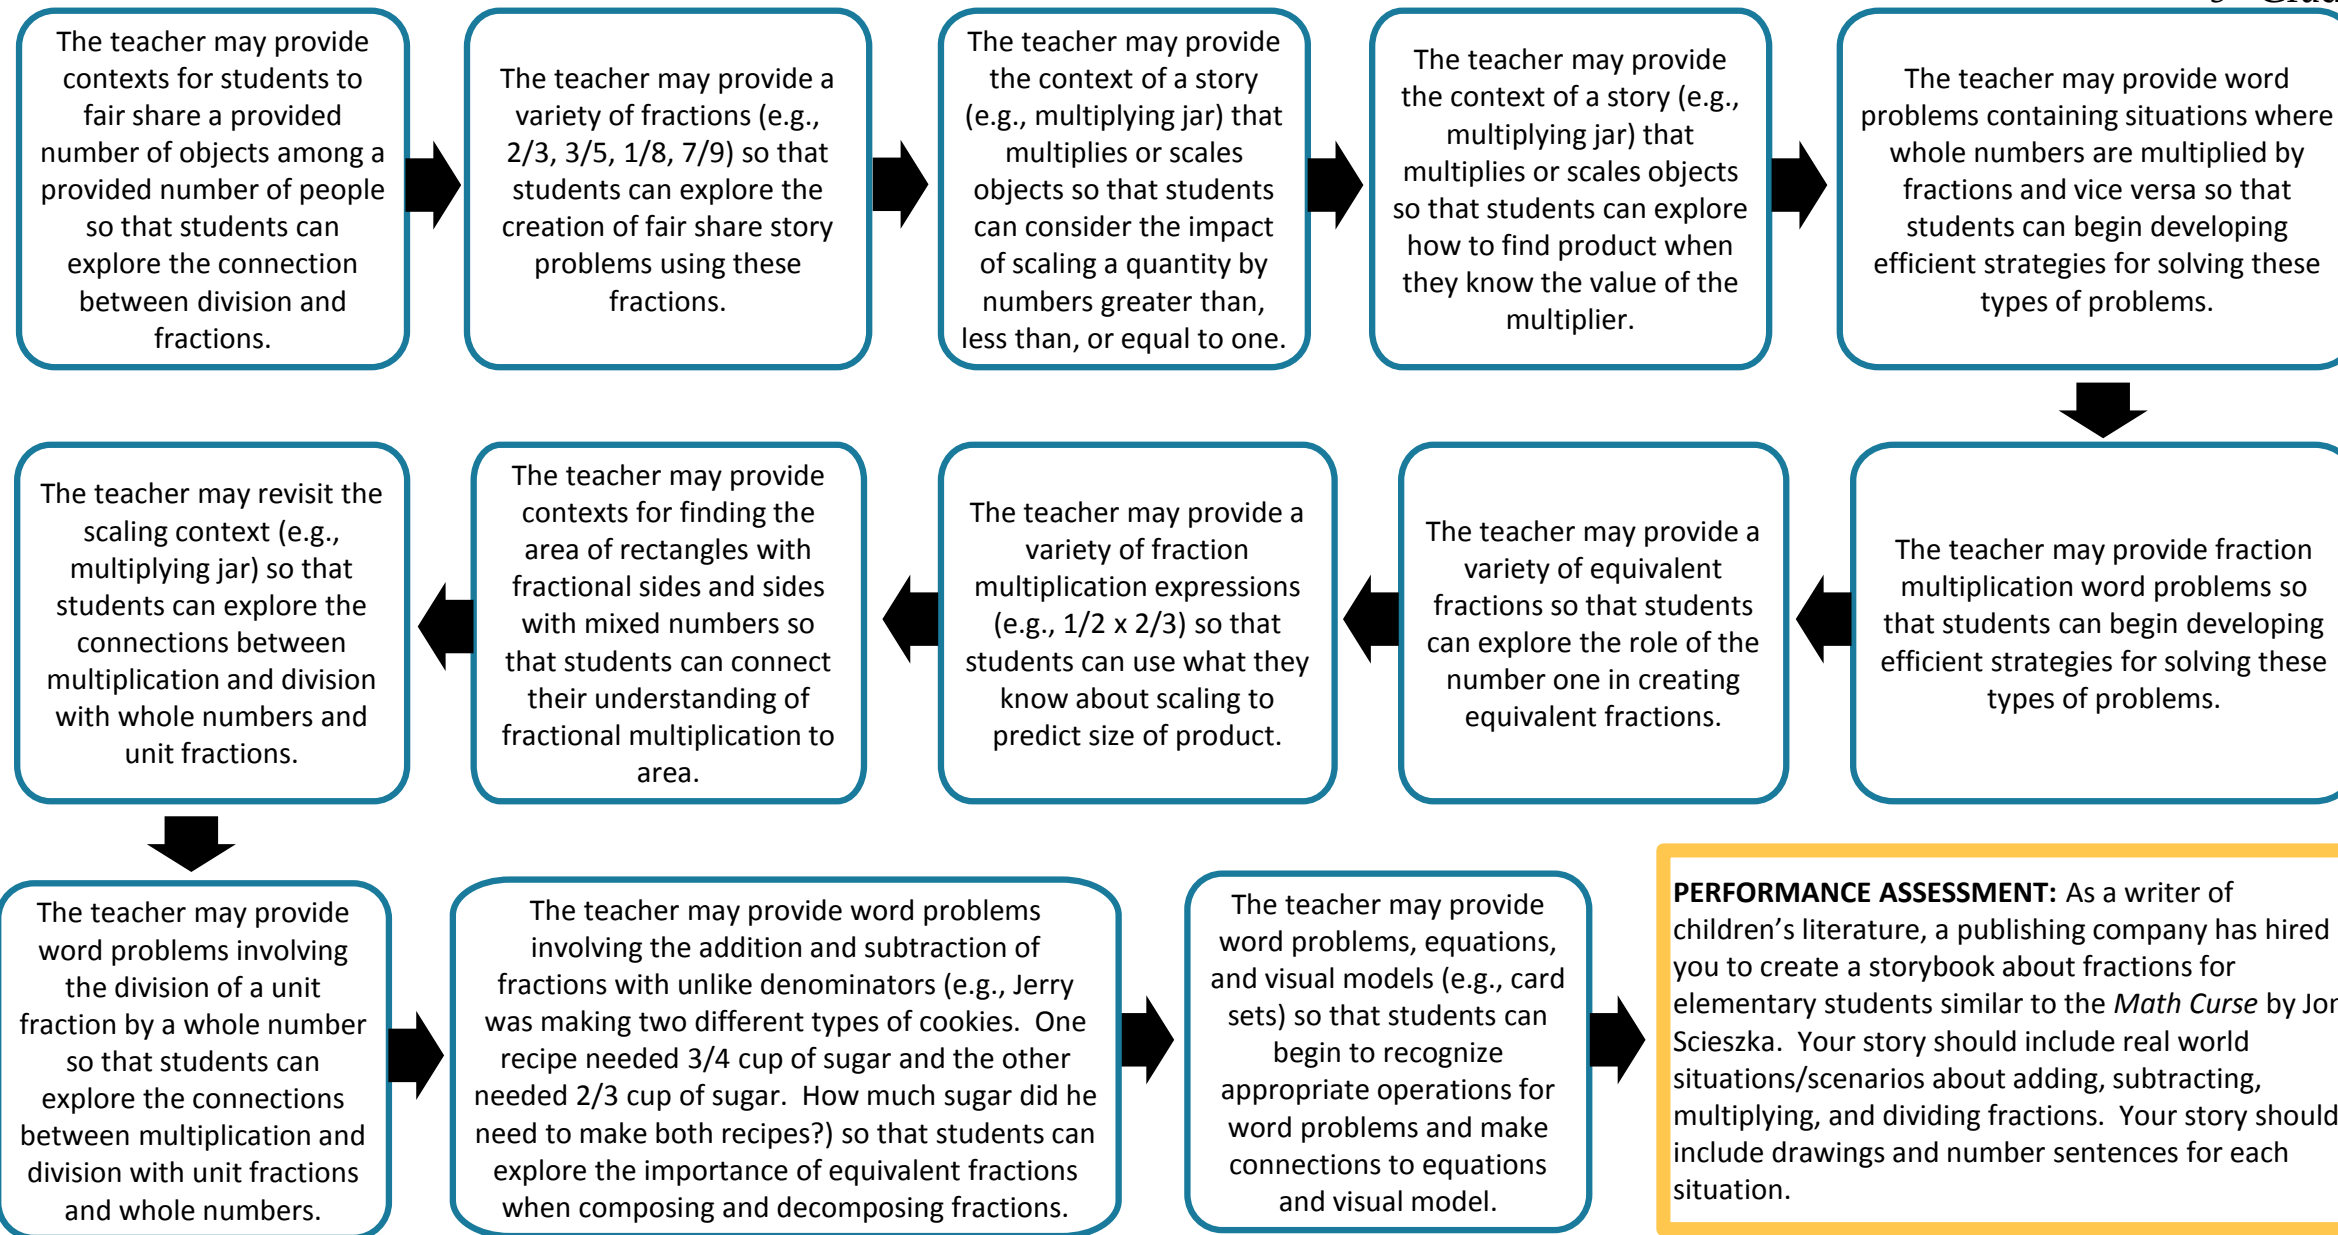 The teacher may provide
contexts for students to
fair share a provided
number of objects among a
provided number of people
so that students can
explore the connection
between division and
fractions.
The teacher may provide a
variety of fractions (e.g.,
2/3, 3/5, 1/8, 7/9) so that
students can explore the
creation of fair share story
problems using these
fractions.
The teacher may provide
the context of a story
(e.g., multiplying jar) that
multiplies or scales
objects so that students
can consider the impact
of scaling a quantity by
numbers greater than,
less than, or equal to one.
The teacher may provide
the context of a story (e.g.,
multiplying jar) that
multiplies or scales objects
so that students can explore
how to find product when
they know the value of the
multiplier.
The teacher may provide word
problems containing situations where
whole numbers are multiplied by
fractions and vice versa so that
students can begin developing
efficient strategies for solving these
types of problems.
The teacher may provide fraction
multiplication word problems so
that students can begin developing
efficient strategies for solving these
types of problems.
The teacher may provide a
variety of equivalent
fractions so that students
can explore the role of the
number one in creating
equivalent fractions.
The teacher may provide a
variety of fraction
multiplication expressions
(e.g., 1/2 x 2/3) so that
students can use what they
know about scaling to
predict size of product.
The teacher may provide
contexts for finding the
area of rectangles with
fractional sides and sides
with mixed numbers so
that students can connect
their understanding of
fractional multiplication to
area.
The teacher may revisit the
scaling context (e.g.,
multiplying jar) so that
students can explore the
connections between
multiplication and division
with whole numbers and
unit fractions.
The teacher may provide
word problems involving
the division of a unit
fraction by a whole number
so that students can
explore the connections
between multiplication and
division with unit fractions
and whole numbers.
The teacher may provide word problems
involving the addition and subtraction of
fractions with unlike denominators (e.g., Jerry
was making two different types of cookies.  One
recipe needed 3/4 cup of sugar and the other
needed 2/3 cup of sugar.  How much sugar did he
need to make both recipes?) so that students can
explore the importance of equivalent fractions
when composing and decomposing fractions.
The teacher may provide
word problems, equations,
and visual models (e.g., card
sets) so that students can
begin to recognize
appropriate operations for
word problems and make
connections to equations
and visual model.
PERFORMANCE ASSESSMENT: As a writer of
children’s literature, a publishing company has hired
you to create a storybook about fractions for
elementary students similar to the Math Curse by Jon
Scieszka.  Your story should include real world
situations/scenarios about adding, subtracting,
multiplying, and dividing fractions.  Your story should
include drawings and number sentences for each
situation.